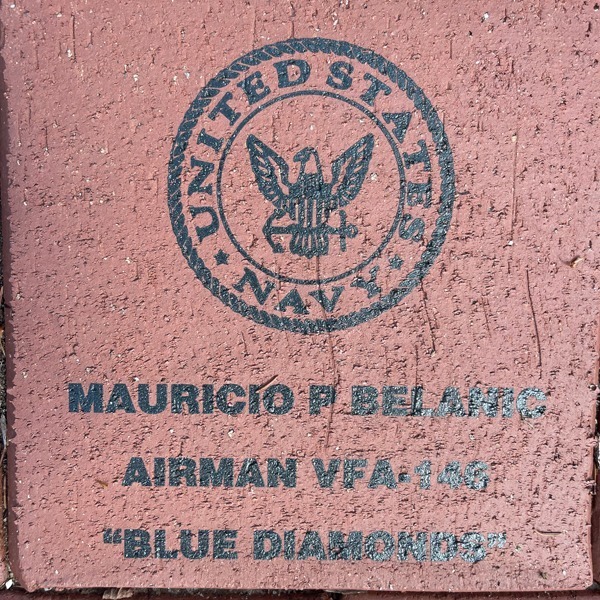 UNITED STATES
NAVY
MAURICIO P BELANIC
AIRMAN VFA-146
“BLUE DIAMONDS”